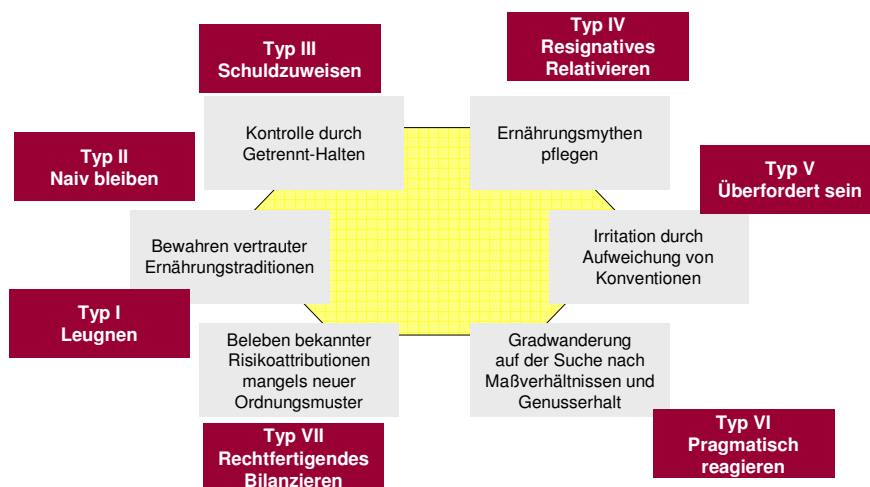 Typ III
Schuldzuweisen
Typ IV
Resignatives
Relativieren
Kontrolle durch
Getrennt-Halten
Ernährungsmythen
pflegen
Typ II
Naiv bleiben
Typ V
Überfordert sein
Bewahren vertrauter
Ernährungstraditionen
Irritation durch
Aufweichung von
Konventionen
Typ I
Leugnen
Beleben bekannter
Risikoattributionen
mangels neuer
Ordnungsmuster
Gradwanderung
auf der Suche nach
Maßverhältnissen und
Genusserhalt
Typ VII
Rechtfertigendes
Bilanzieren
Typ VI
Pragmatisch
reagieren